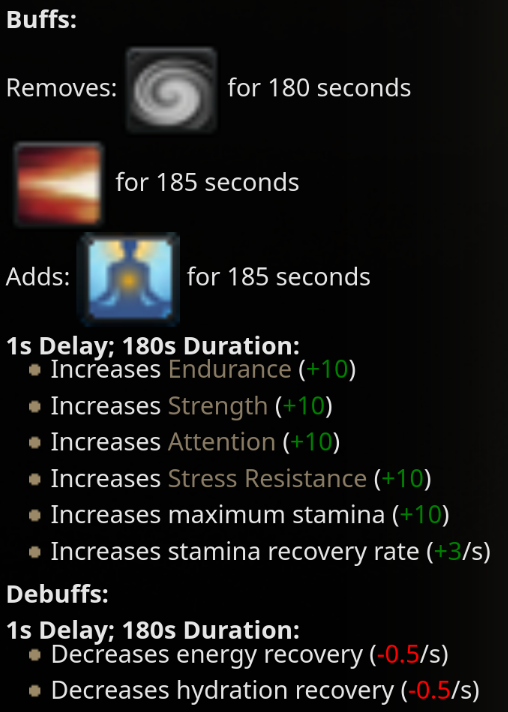 Buffs:
Removes: for 180 seconds
for 185 seconds
Adds: for 185 seconds
1s Delay; 180s Duration:
Increases Endurance (+10)
Increases Strength (+10)
Increases Attention (+10)
Increases Stress Resistance (+10)
Increases maximum stamina (+10)
Increases stamina recovery rate (+3/s)
Debuffs:
1s Delay; 180s Duration:
Decreases energy recovery (-0.5/s)
Decreases hydration recovery (-0.5/s)